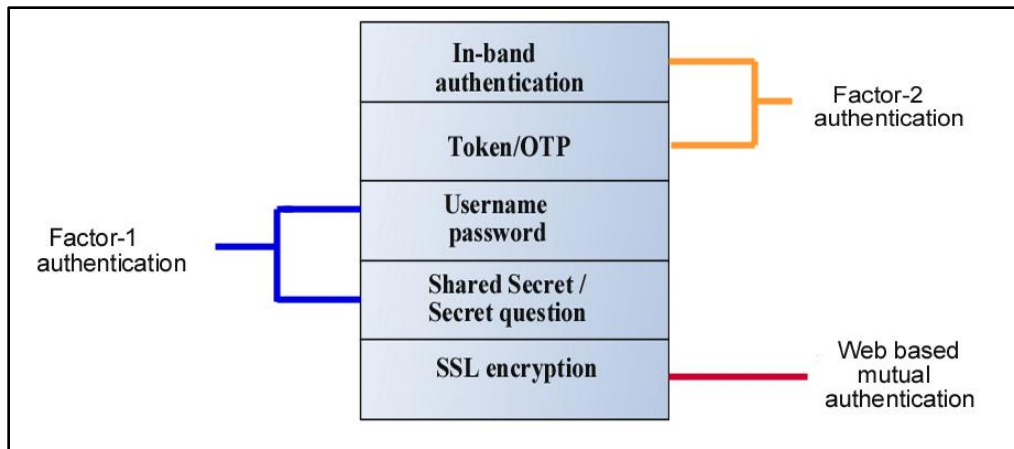 In-band
authentication
Factor-2
authentication
Token/OTP
Username
password
Factor-1
authentication
Shared Secret /
Secret question
SSL encryption
Web based
mutual
authentication